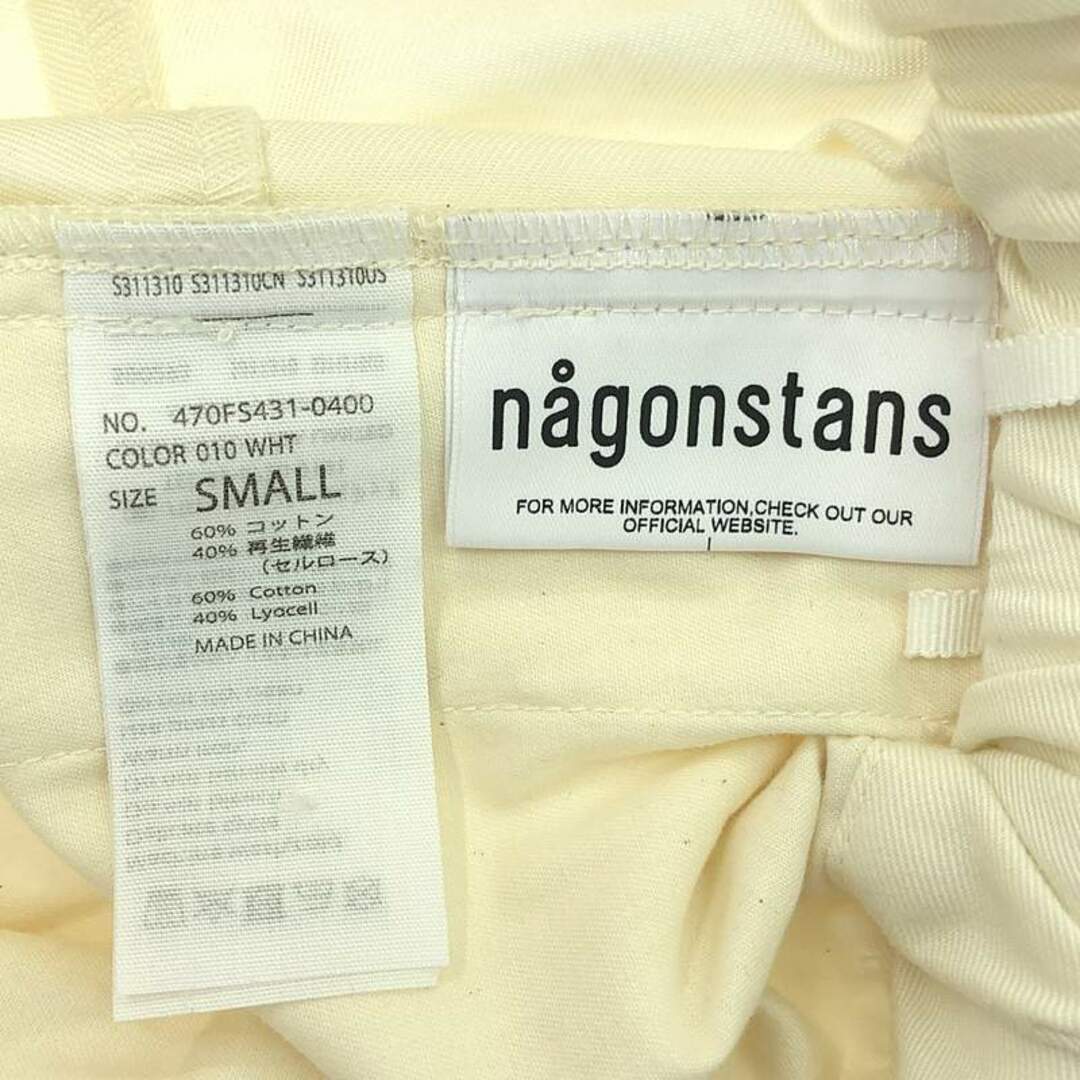 S311310 S311310CN S311310US
NO. 470FS431-0400
COLOR 010 WHT
SIZE SMALL
60% コットン
40% 再生繊維
(セルロース)
60% Cotton
40% Lyocell
MADE IN CHINA
någonstans
FOR MORE INFORMATION,CHECK OUT OUR
OFFICIAL WEBSITE.